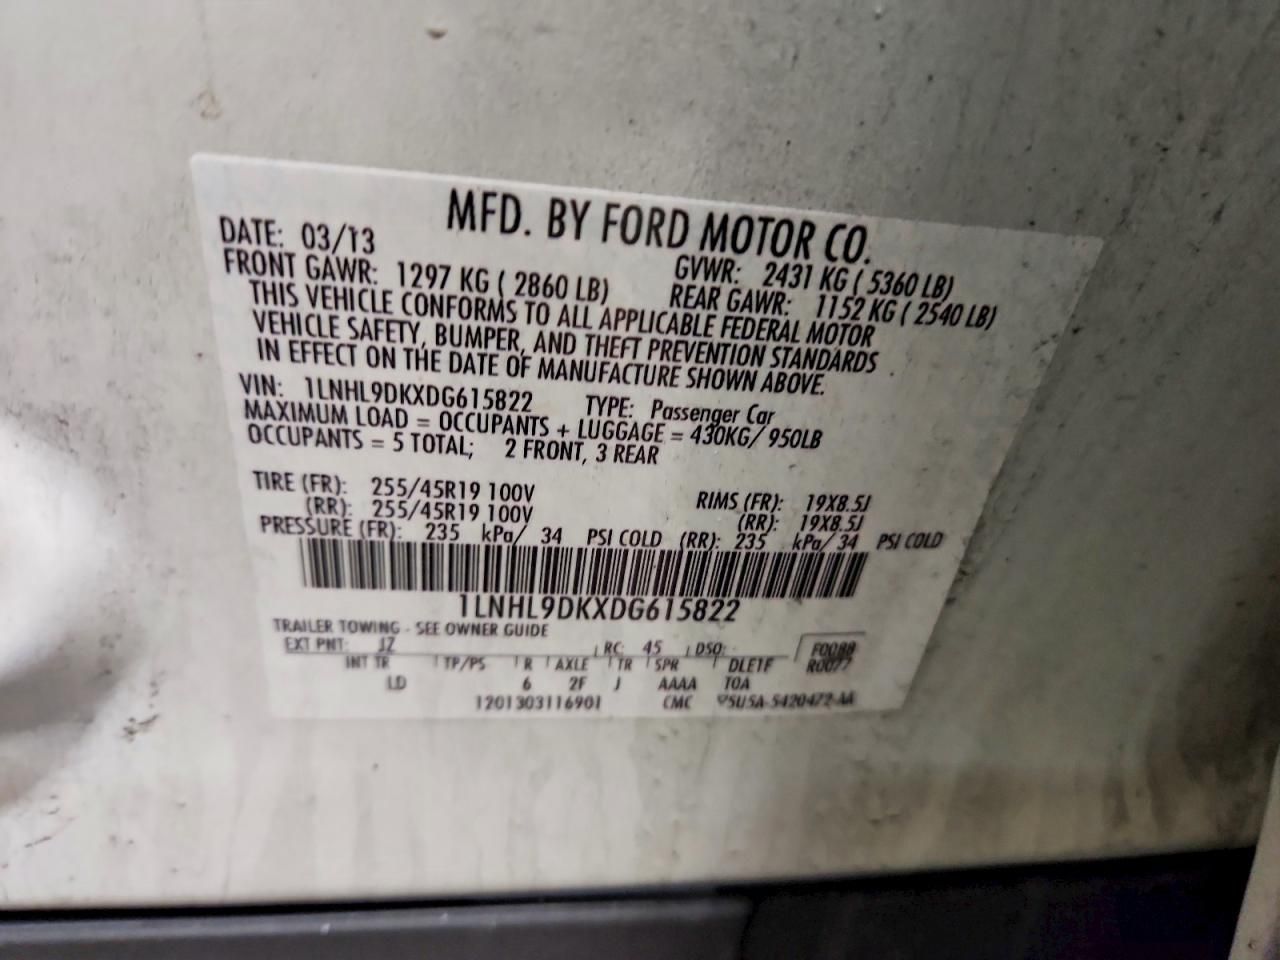 MFD. BY FORD MOTOR CO.
DATE: 03/13 GVWR: 2431 KG ( 5360 LB)
FRONT GAWR: 1297 KG ( 2860 LB) REAR GAWR: 1152 KG ( 2540 LB)
THIS VEHICLE CONFORMS TO ALL APPLICABLE FEDERAL MOTOR
VEHICLE SAFETY, BUMPER, AND THEFT PREVENTION STANDARDS
IN EFFECT ON THE DATE OF MANUFACTURE SHOWN ABOVE.
VIN: 1LNHL9DKXDG615822 TYPE: Passenger Car
MAXIMUM LOAD = OCCUPANTS + LUGGAGE = 430KG/ 950LB
OCCUPANTS = 5 TOTAL; 2 FRONT, 3 REAR
TIRE (FR): 255/45R19 100V RIMS (FR): 19X8.5J
(RR): 255/45R19 100V (RR): 19X8.5J
PRESSURE (FR): 235 kPa/ 34 PSI COLD (RR): 235 kPa/ 34 PSI COLD
1LNHL9DKXDG615822
TRAILER TOWING - SEE OWNER GUIDE
EXT PNT: JZ RC: 45 DSO: F0088
R0077
INT TR TP/PS R AXLE TR SPR
LD 6 2F J AAAA TOA
1201303116901 CMC